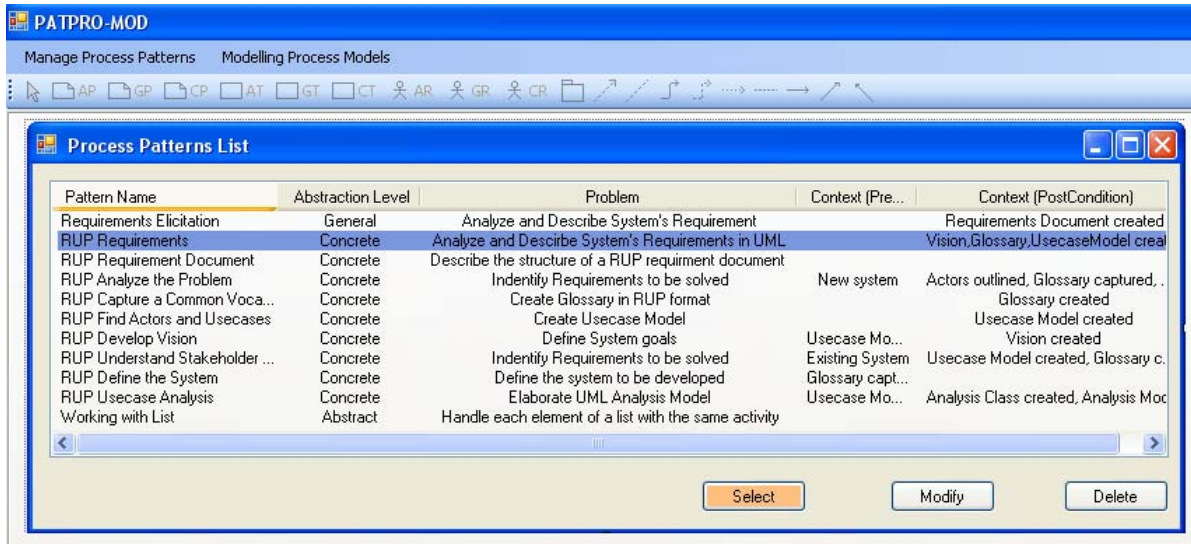 PATPRO-MOD
Manage Process Patterns Modelling Process Models
AP GP CP AT GT CT AR GR CR
Process Patterns List
Pattern Name Abstraction Level Problem Context (Pre... Context (PostCondition)
Requirements Elicitation General Analyze and Describe System's Requirement Requirements Document created
RUP Requirements Concrete Analyze and Descirbe System's Requirements in UML Vision,Glossary,UsecaseModel creat
RUP Requirement Document Concrete Describe the structure of a RUP requirment document
RUP Analyze the Problem Concrete Indentify Requirements to be solved New system Actors outlined, Glossary captured, .
RUP Capture a Common Voca... Concrete Create Glossary in RUP format Glossary created
RUP Find Actors and Usecases Concrete Create Usecase Model Usecase Model created
RUP Develop Vision Concrete Define System goals Usecase Mo... Vision created
RUP Understand Stakeholder ... Concrete Indentify Requirements to be solved Existing System Usecase Model created, Glossary c.
RUP Define the System Concrete Define the system to be developed Glossary capt...
RUP Usecase Analysis Concrete Elaborate UML Analysis Model Usecase Mo... Analysis Class created, Analysis Moc
Working with List Abstract Handle each element of a list with the same activity
Select Modify Delete